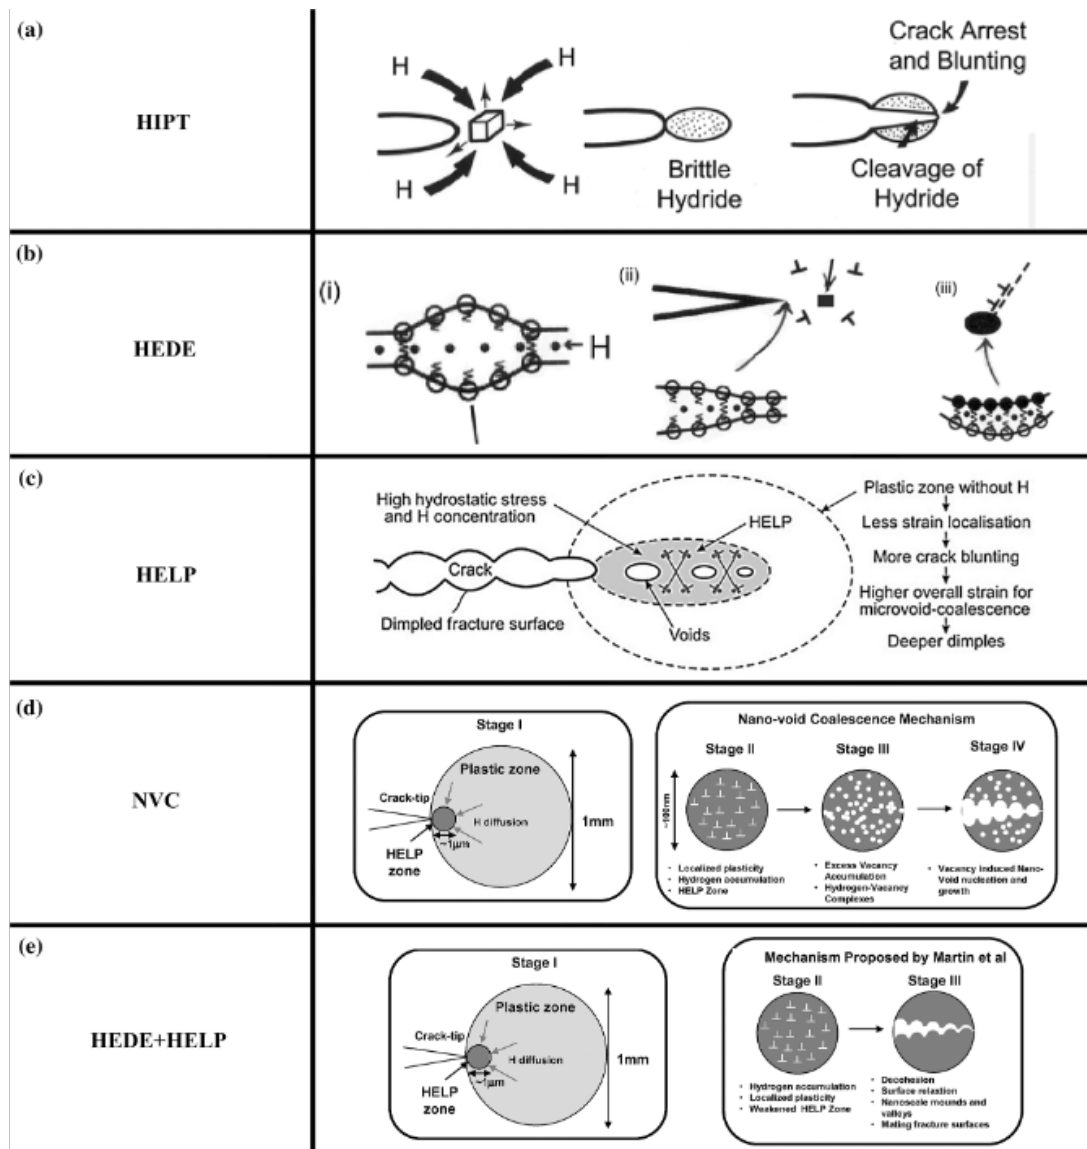 (a)
HIPT
H
H
H
H
Brittle
Hydride
Crack Arrest
and Blunting
Cleavage of
Hydride
(b)
HEDE
(i)
H
(ii)
(iii)
(c)
HELP
High hydrostatic stress
and H concentration
HELP
Crack
Dimpled fracture surface
Voids
Plastic zone without H
Less strain localisation
More crack blunting
Higher overall strain for
microvoid-coalescence
Deeper dimples
(d)
NVC
Stage I
Plastic zone
Crack-tip
H diffusion
HELP
zone
~1μm
1mm
Nano-void Coalescence Mechanism
Stage II
Stage III
Stage IV
~100nm
• Localized plasticity
• Hydrogen accumulation
• HELP Zone
• Excess Vacancy
Accumulation
• Hydrogen-Vacancy
Complexes
• Vacancy Induced Nano-
Void nucleation and
growth
(e)
HEDE+HELP
Stage I
Plastic zone
Crack-tip
H diffusion
HELP
zone
~1μm
1mm
Mechanism Proposed by Martin et al
Stage II
Stage III
• Hydrogen accumulation
• Localized plasticity
• Weakened HELP Zone
• Decohesion
• Surface relaxation
• Nanoscale mounds and
valleys
• Mating fracture surfaces